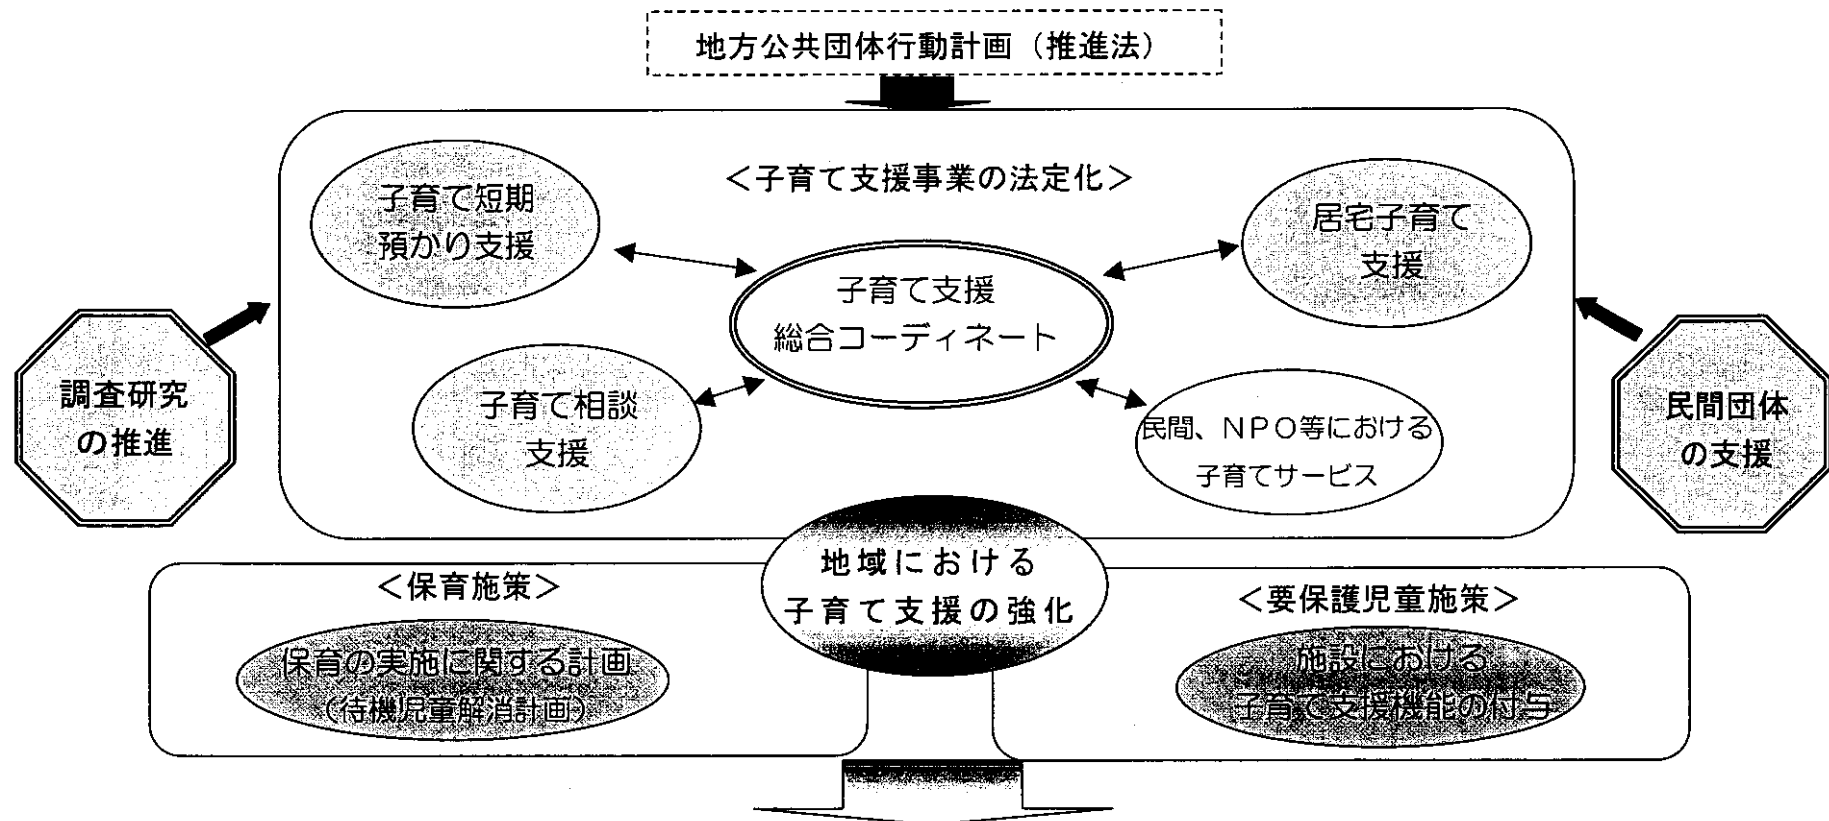 地方公共団体行動計画（推進法）
＜子育て支援事業の法定化＞
子育て短期
預かり支援
居宅子育て
支援
子育て支援
総合コーディネート
子育て相談
支援
民間、ＮＰＯ等における
子育てサービス
調査研究
の推進
民間団体
の支援
地域における
子育て支援の強化
＜保育施策＞
保育の実施に関する計画
（待機児童解消計画）
＜要保護児童施策＞
施設における
子育て支援機能の付与